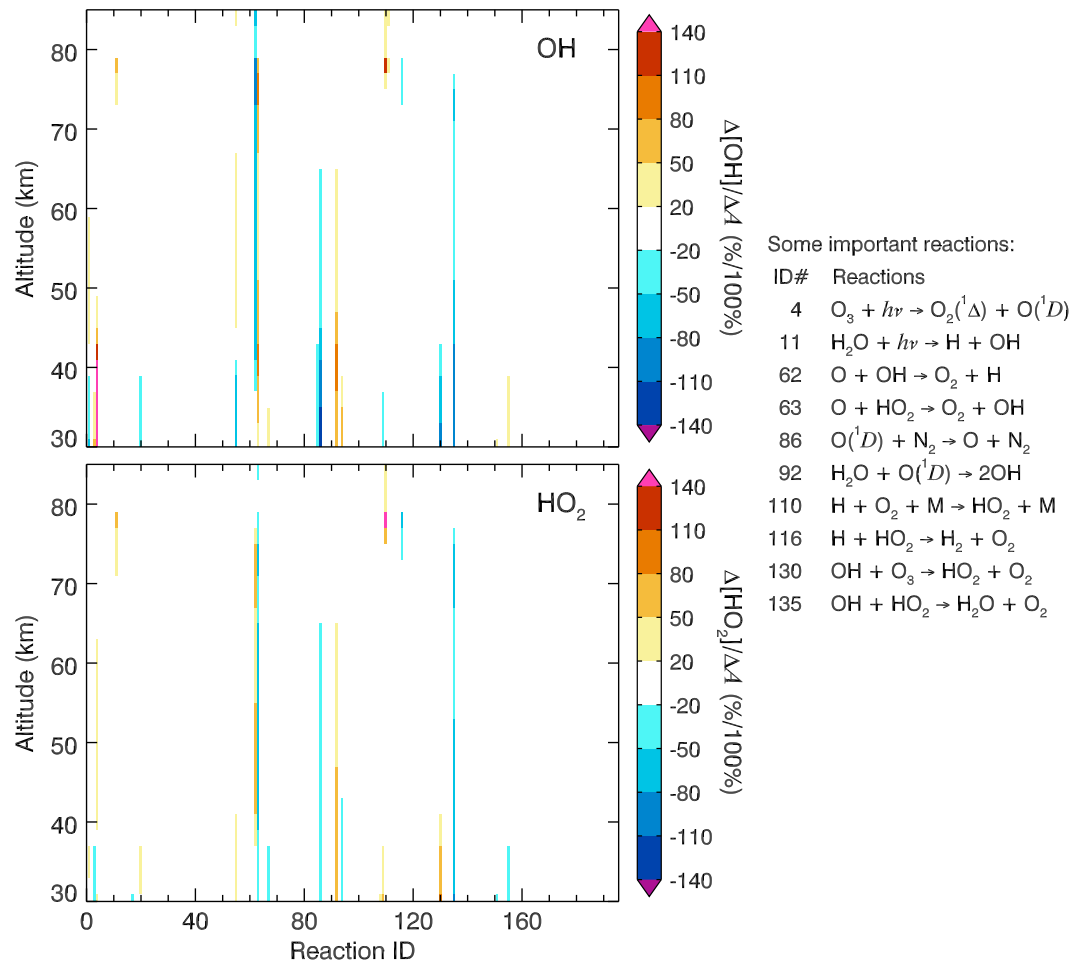 OH
80
70
60
50
40
30
Altitude (km)
140
110
80
50
20
-20
-50
-80
-110
-140
Δ[OH]/ΔA (%/100%)
HO₂
80
70
60
50
40
30
Altitude (km)
0 40 80 120 160
Reaction ID
140
110
80
50
20
-20
-50
-80
-110
-140
Δ[HO₂]/ΔA (%/100%)
Some important reactions:
ID# Reactions
4 O₃ + hν → O₂(¹Δ) + O(¹D)
11 H₂O + hν → H + OH
62 O + OH → O₂ + H
63 O + HO₂ → O₂ + OH
86 O(¹D) + N₂ → O + N₂
92 H₂O + O(¹D) → 2OH
110 H + O₂ + M → HO₂ + M
116 H + HO₂ → H₂ + O₂
130 OH + O₃ → HO₂ + O₂
135 OH + HO₂ → H₂O + O₂